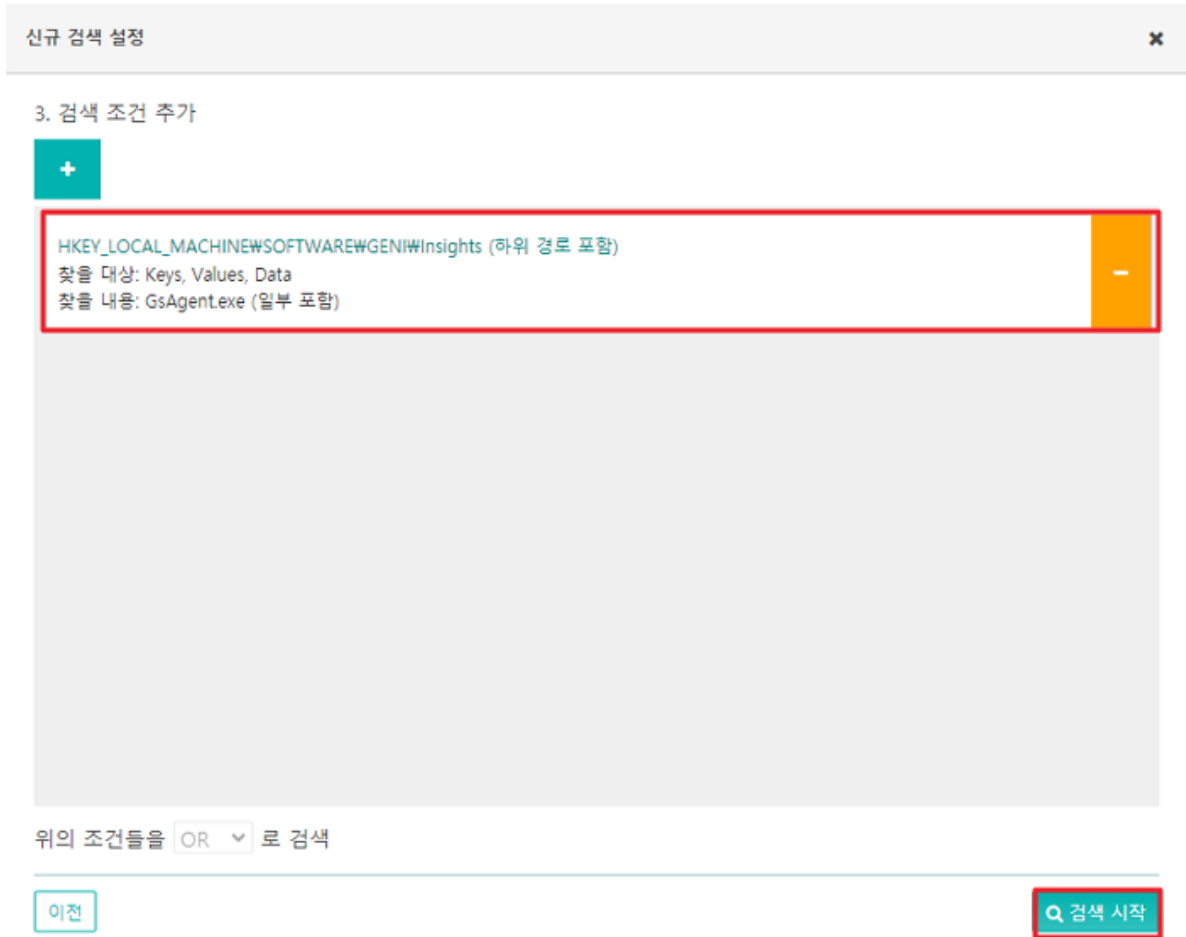 신규 검색 설정
3. 검색 조건 추가
HKEY_LOCAL_MACHINE₩SOFTWARE₩GENI₩Insights (하위 경로 포함)
찾을 대상: Keys, Values, Data
찾을 내용: GsAgent.exe (일부 포함)
위의 조건들을 OR 로 검색
이전
검색 시작